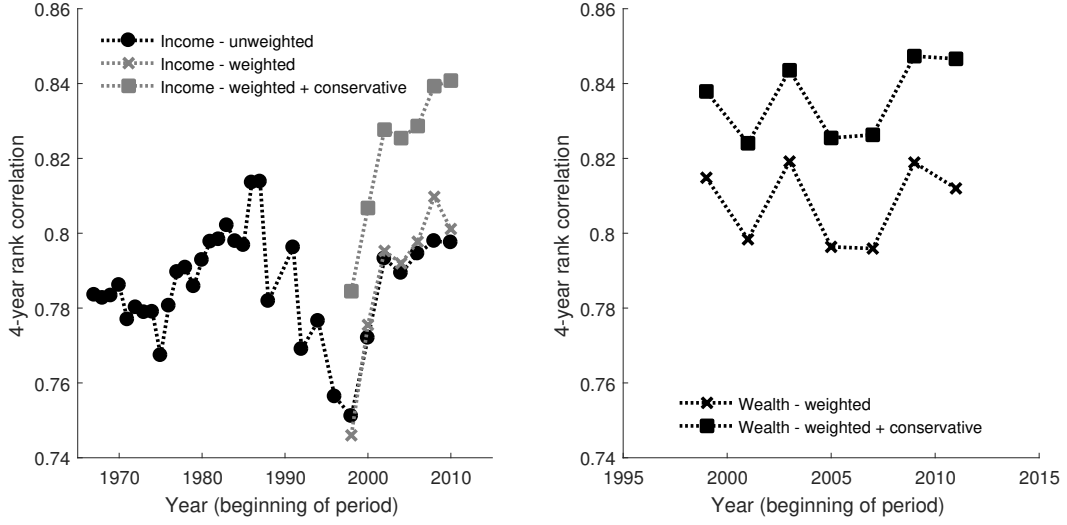 0.86
0.84
0.82
0.8
0.78
0.76
0.74
4-year rank correlation
Income - unweighted
Income - weighted
Income - weighted + conservative
1970
1980
1990
2000
2010
Year (beginning of period)
0.86
0.84
0.82
0.8
0.78
0.76
0.74
4-year rank correlation
Wealth - weighted
Wealth - weighted + conservative
1995
2000
2005
2010
2015
Year (beginning of period)